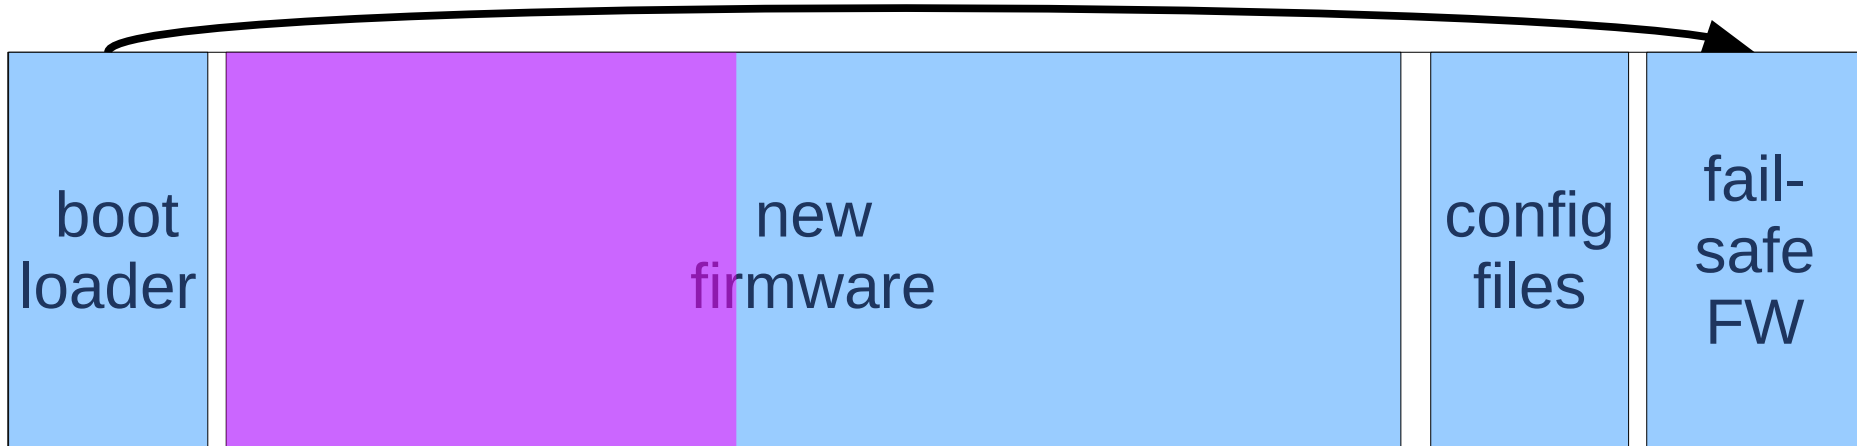 boot
loader
new
firmware
config
files
fail-
safe
FW